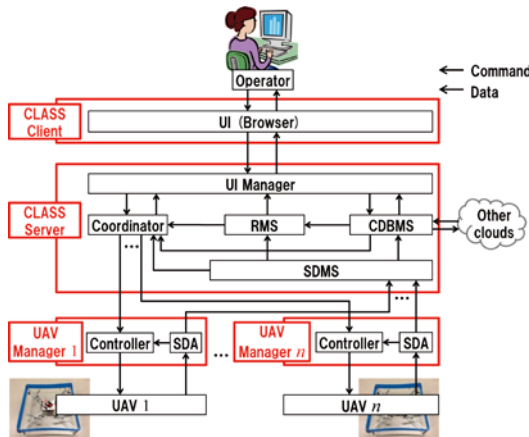 Operator
Command
Data
CLASS
Client
UI (Browser)
UI Manager
CLASS
Server
Coordinator
RMS
CDBMS
Other
clouds
...
SDMS
...
UAV
Manager 1
Controller
SDA
...
UAV
Manager n
Controller
SDA
UAV 1
UAV n